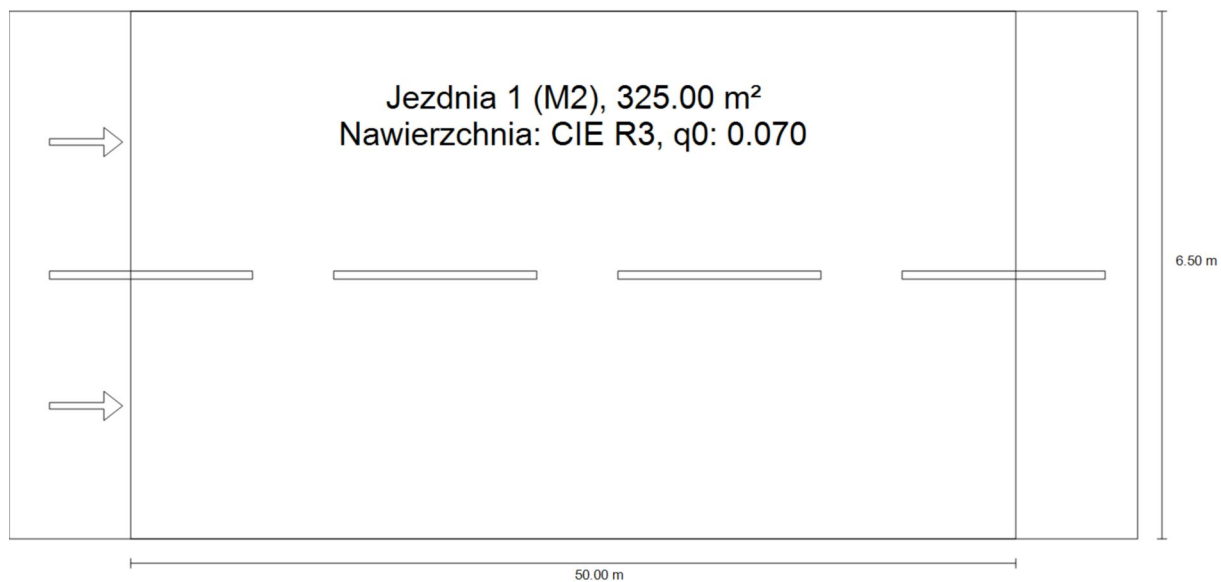 Jezdnia 1 (M2), 325.00 m²
Nawierzchnia: CIE R3, q0: 0.070
6.50 m
50.00 m